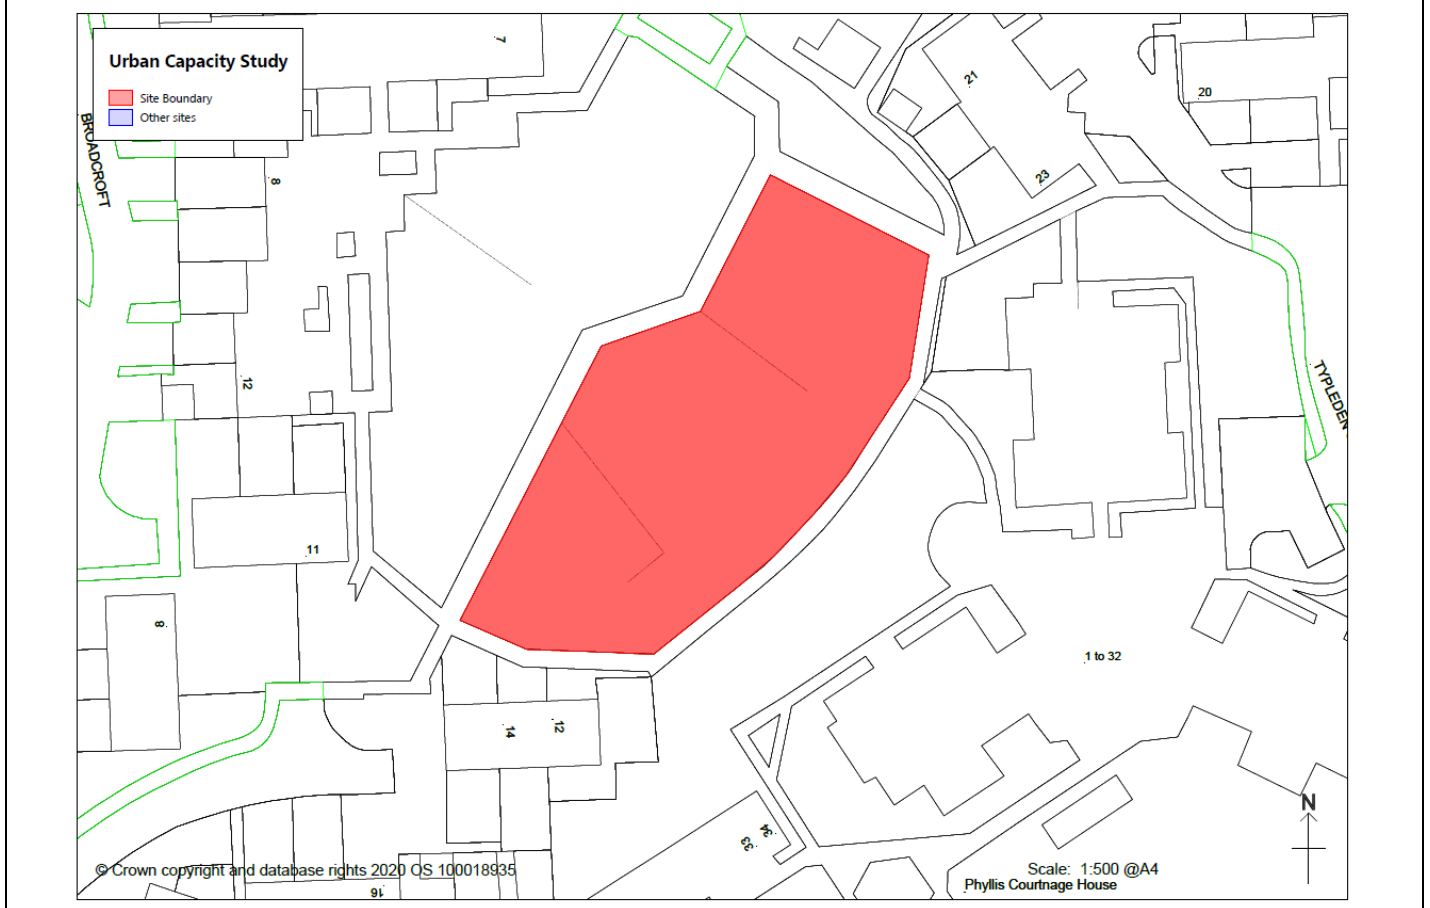 Urban Capacity Study
Site Boundary
Other sites
BROADCROFT
7
21
20
23
8
12
TYPLEDEN
11
8
1 to 32
14
12
34
33
16
© Crown copyright and database rights 2020 OS 100018935
Scale: 1:500 @A4
Phyllis Courtnage House
N